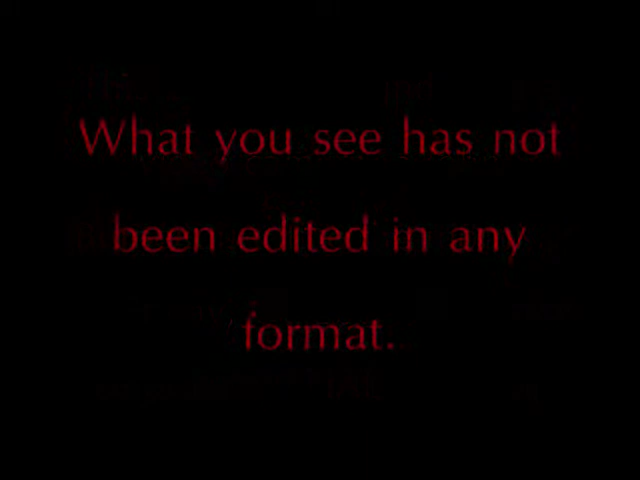 What you see has not
been edited in any
format.